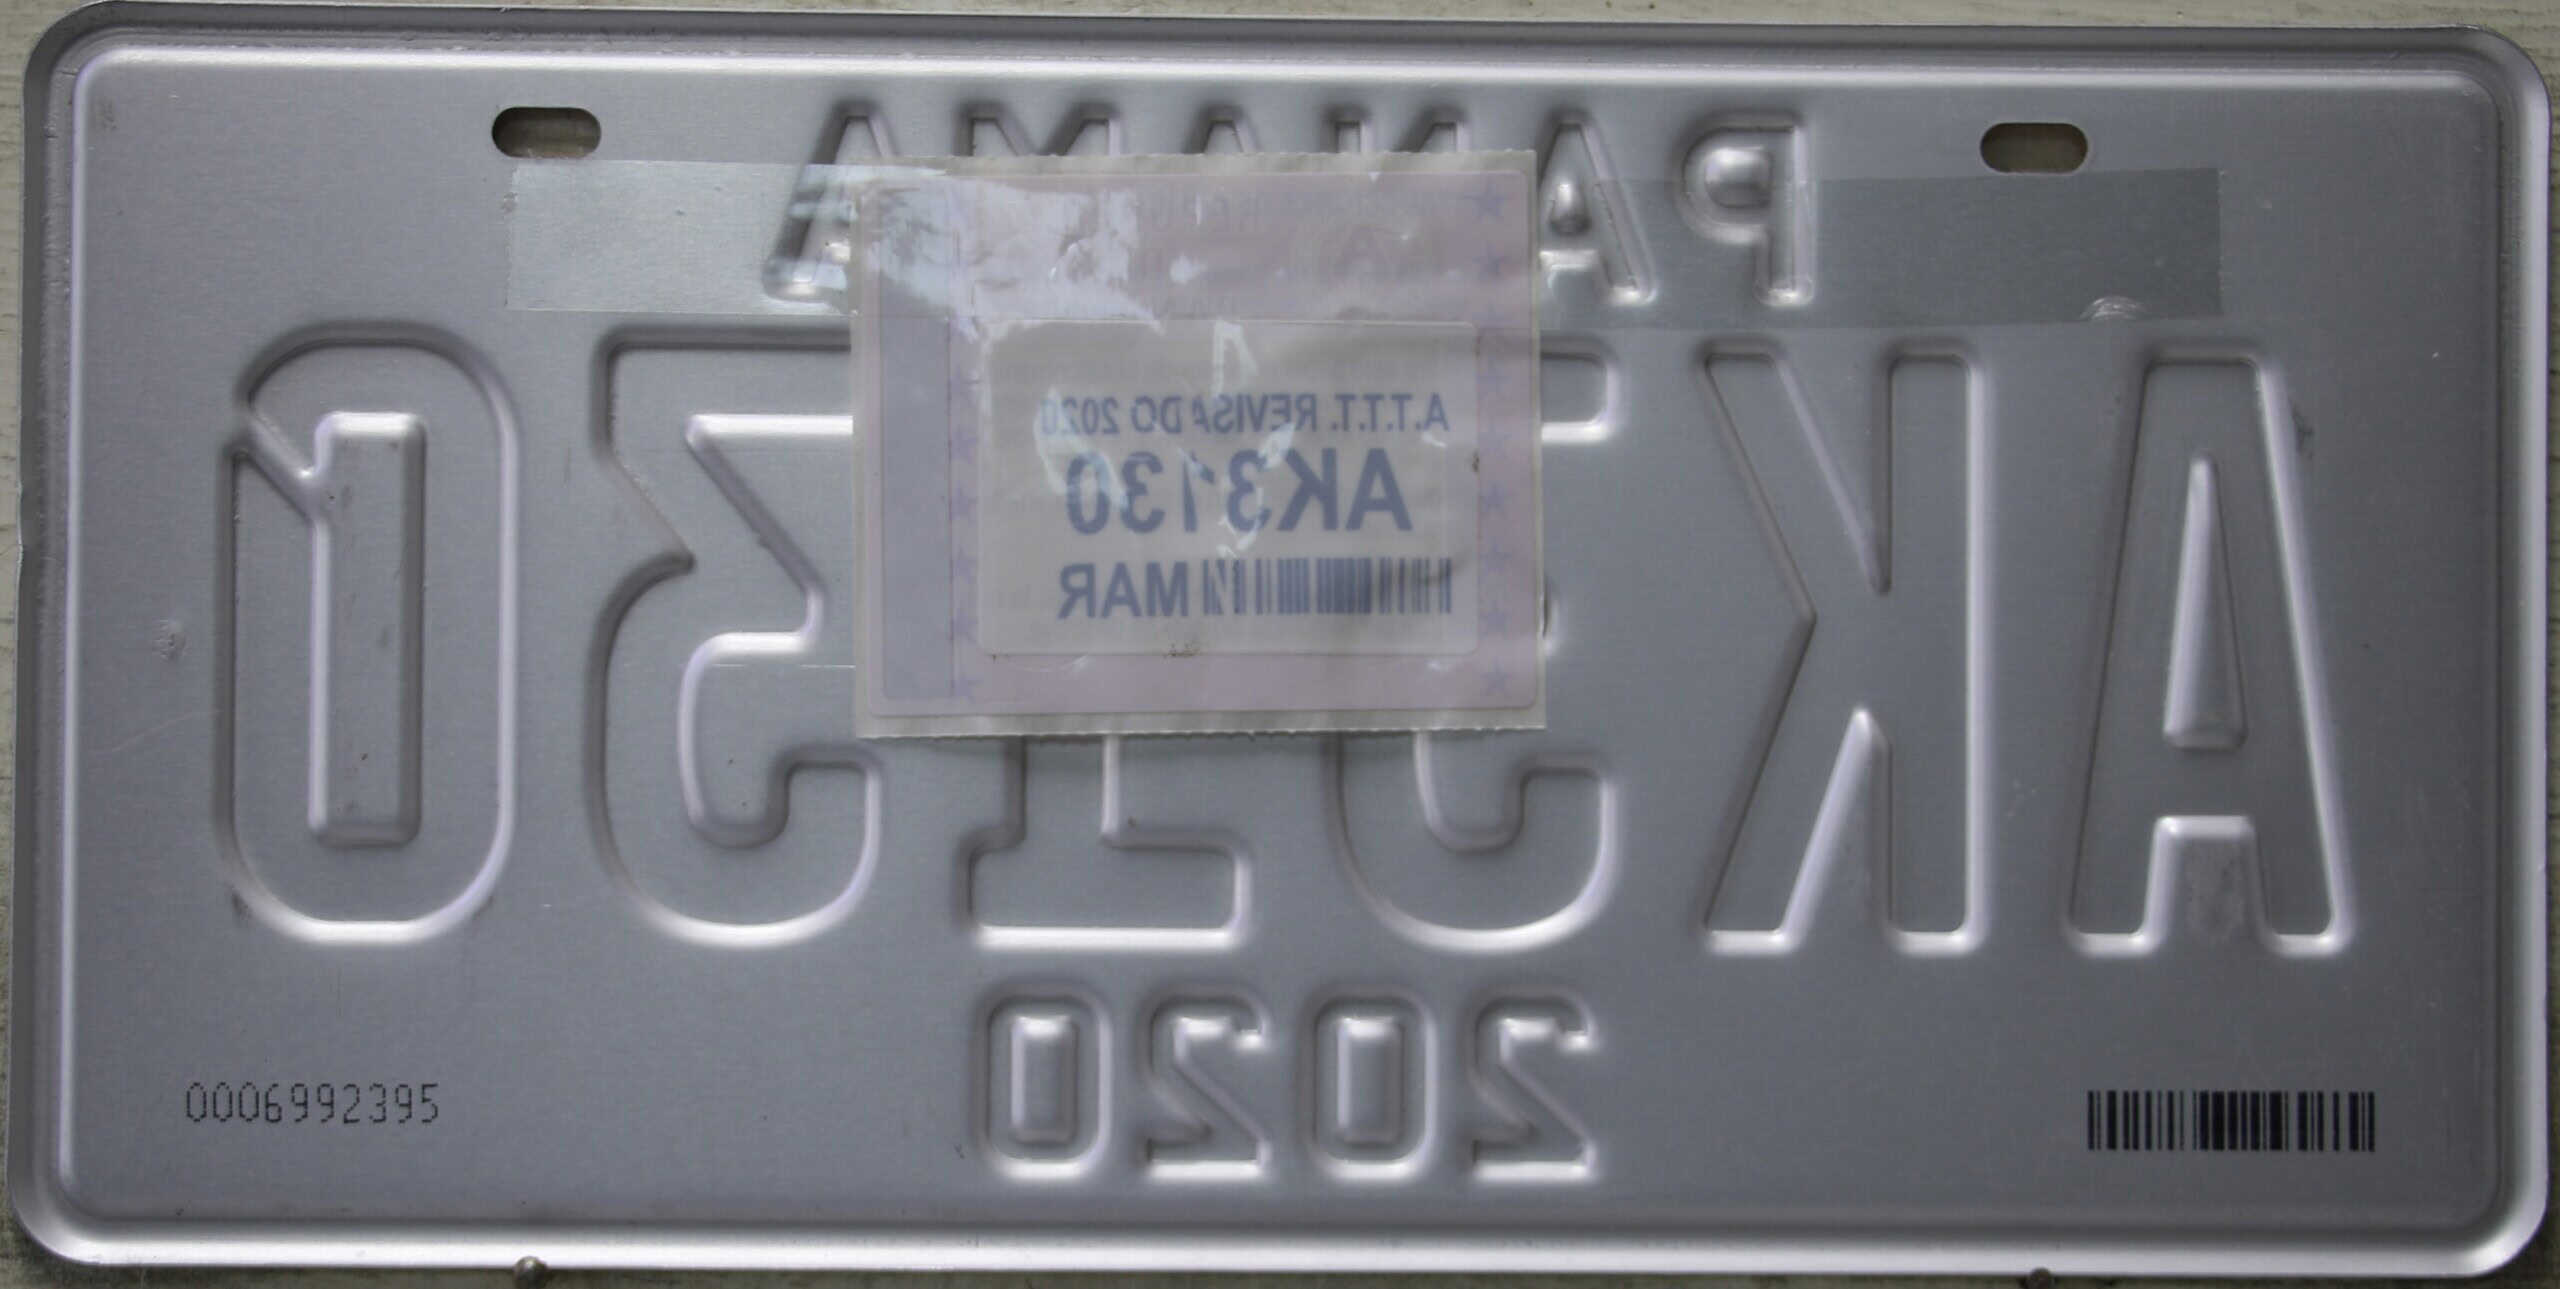 PANAMA
A.T.T.T. REVISADO 2020
AK3130
MAR
AK3130
2020
0006992395